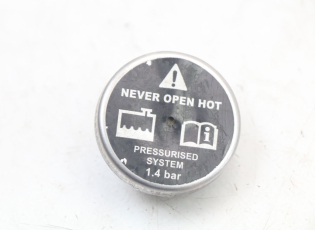 NEVER OPEN HOT
PRESSURISED
SYSTEM
1.4 bar